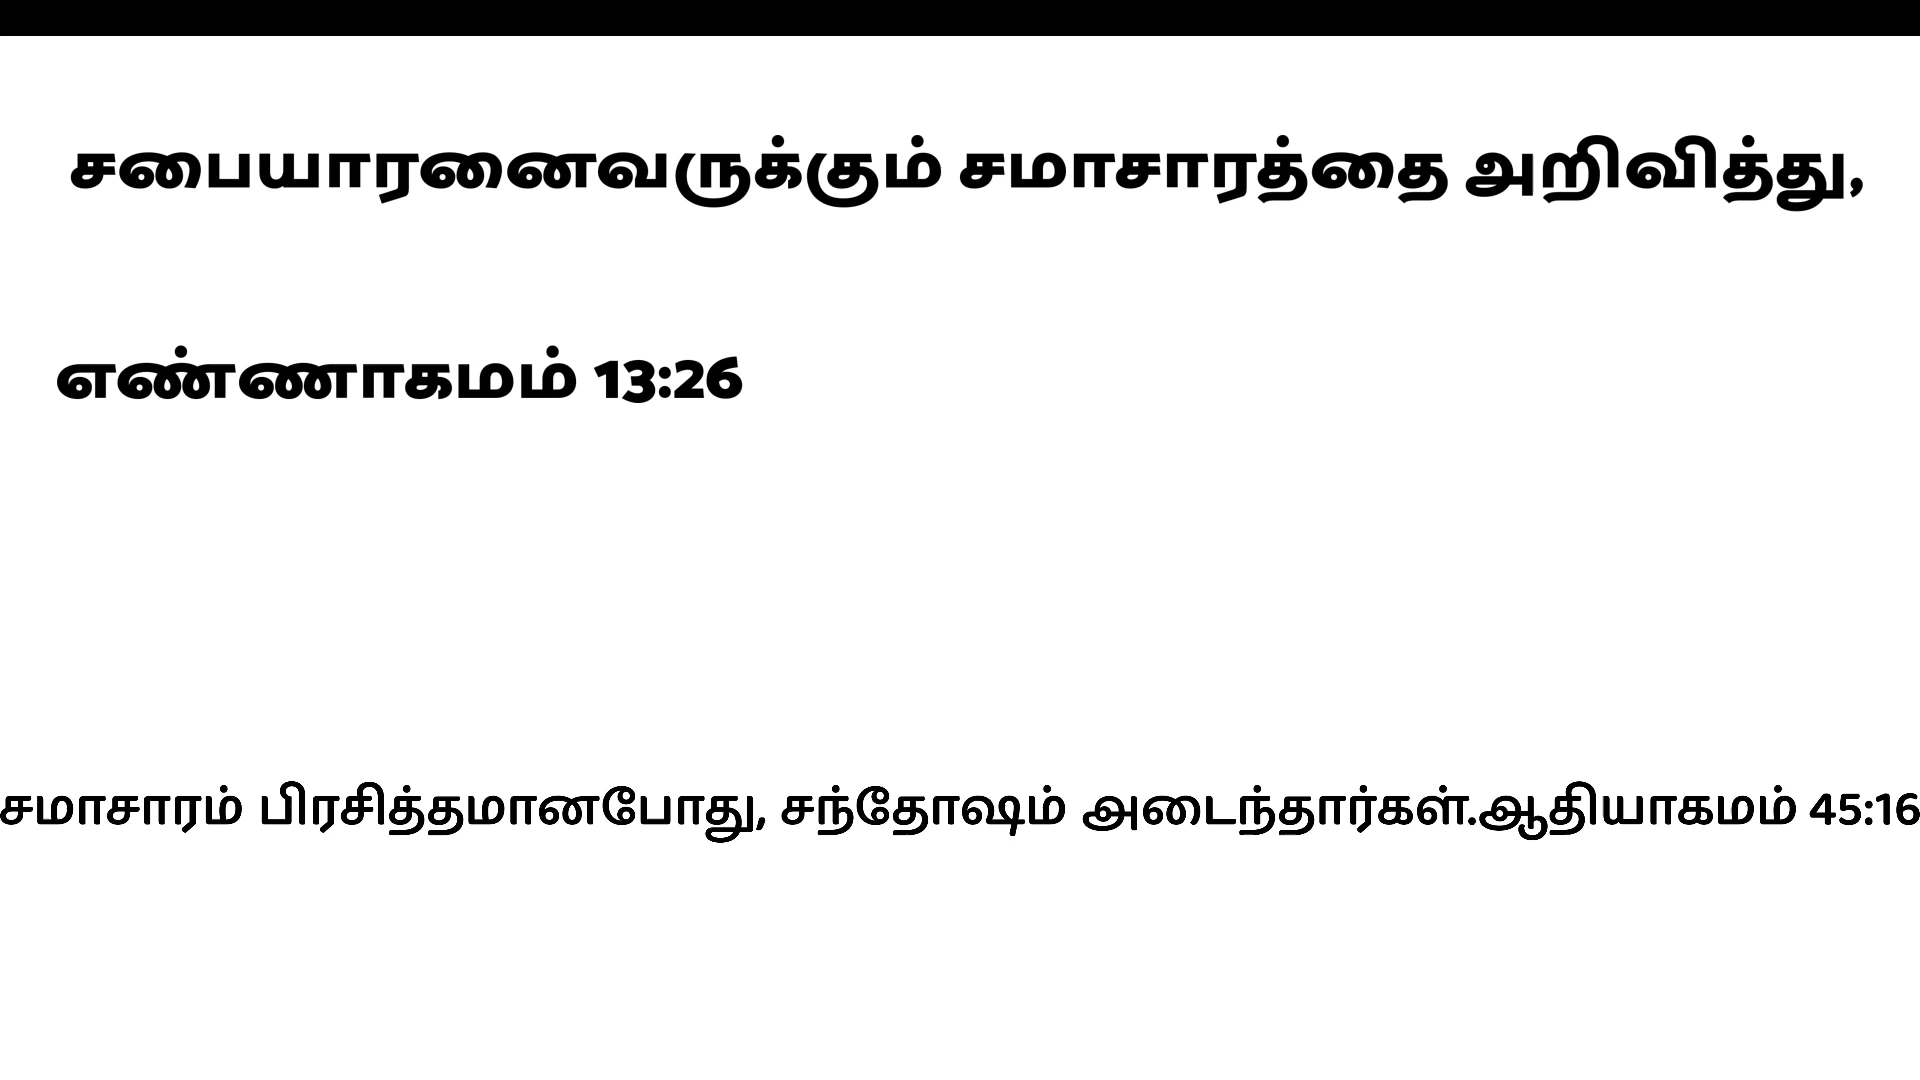 சபையாரனைவருக்கும் சமாசாரத்தை அறிவித்து,
எண்ணாகமம் 13:26
சமாசாரம் பிரசித்தமானபோது, சந்தோஷம் அடைந்தார்கள்.ஆதியாகமம் 45:16